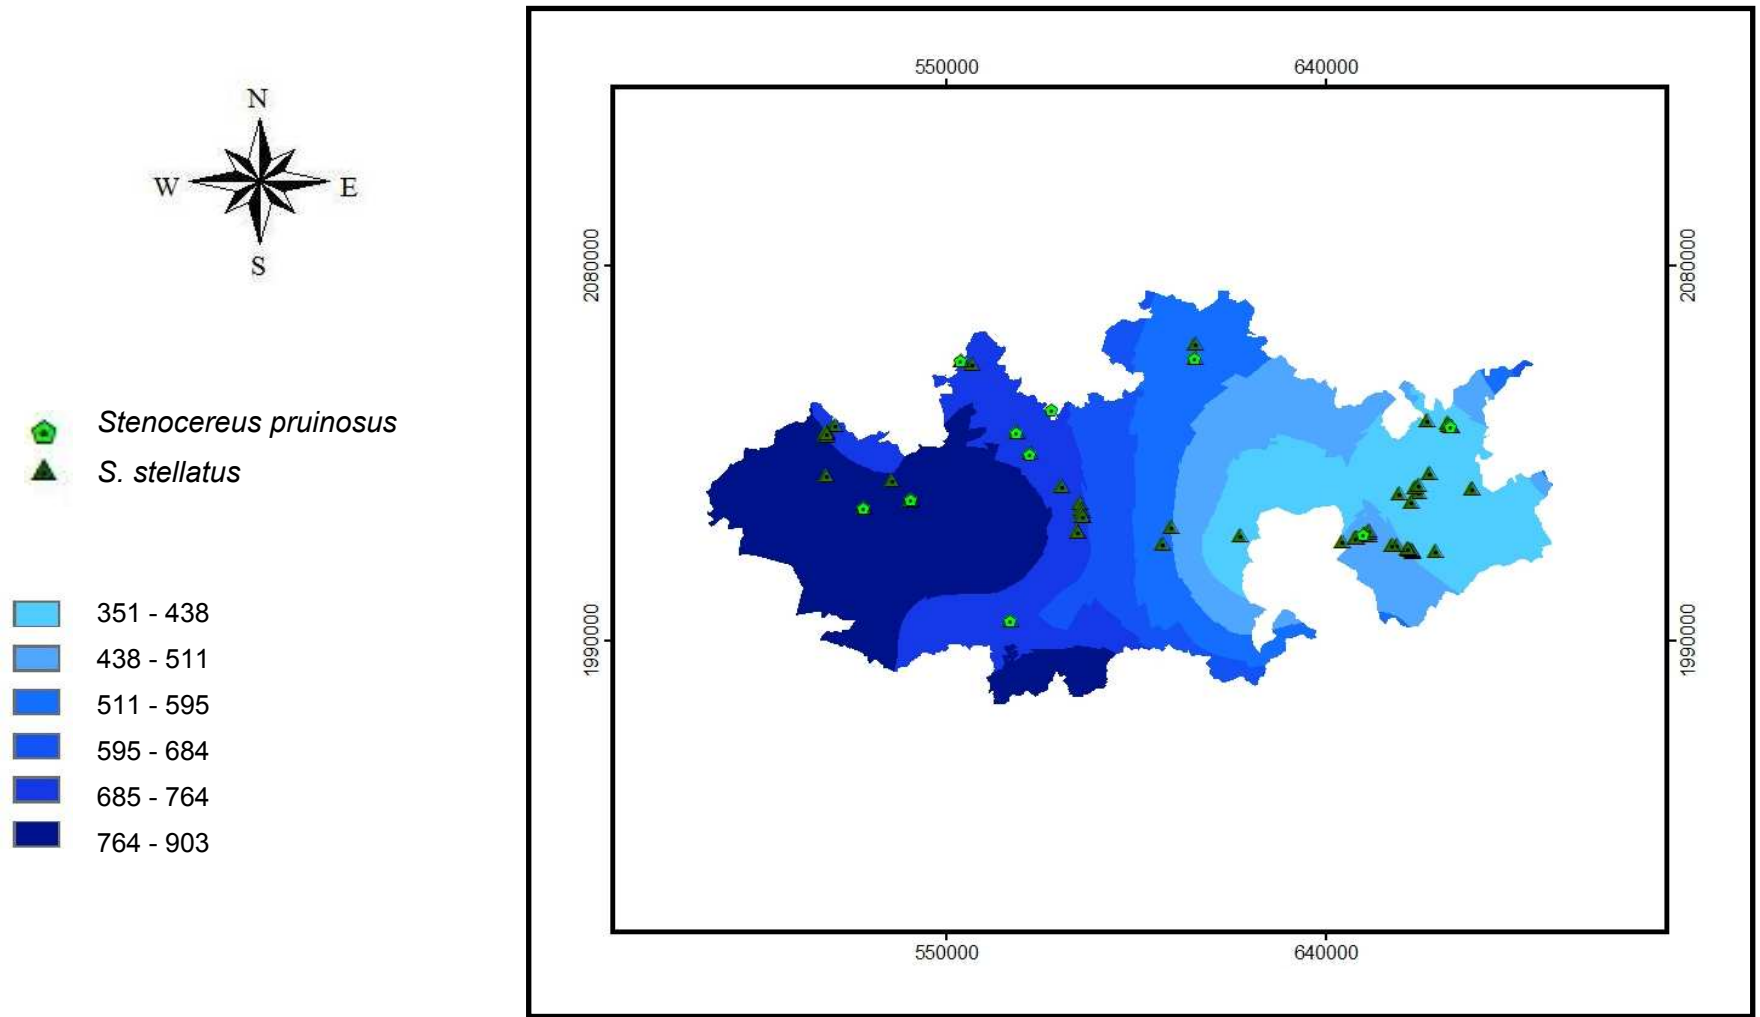 N
W
E
S
Stenocereus pruinosus
S. stellatus
351 - 438
438 - 511
511 - 595
595 - 684
685 - 764
764 - 903
550000
640000
2080000
2080000
1990000
1990000
550000
640000